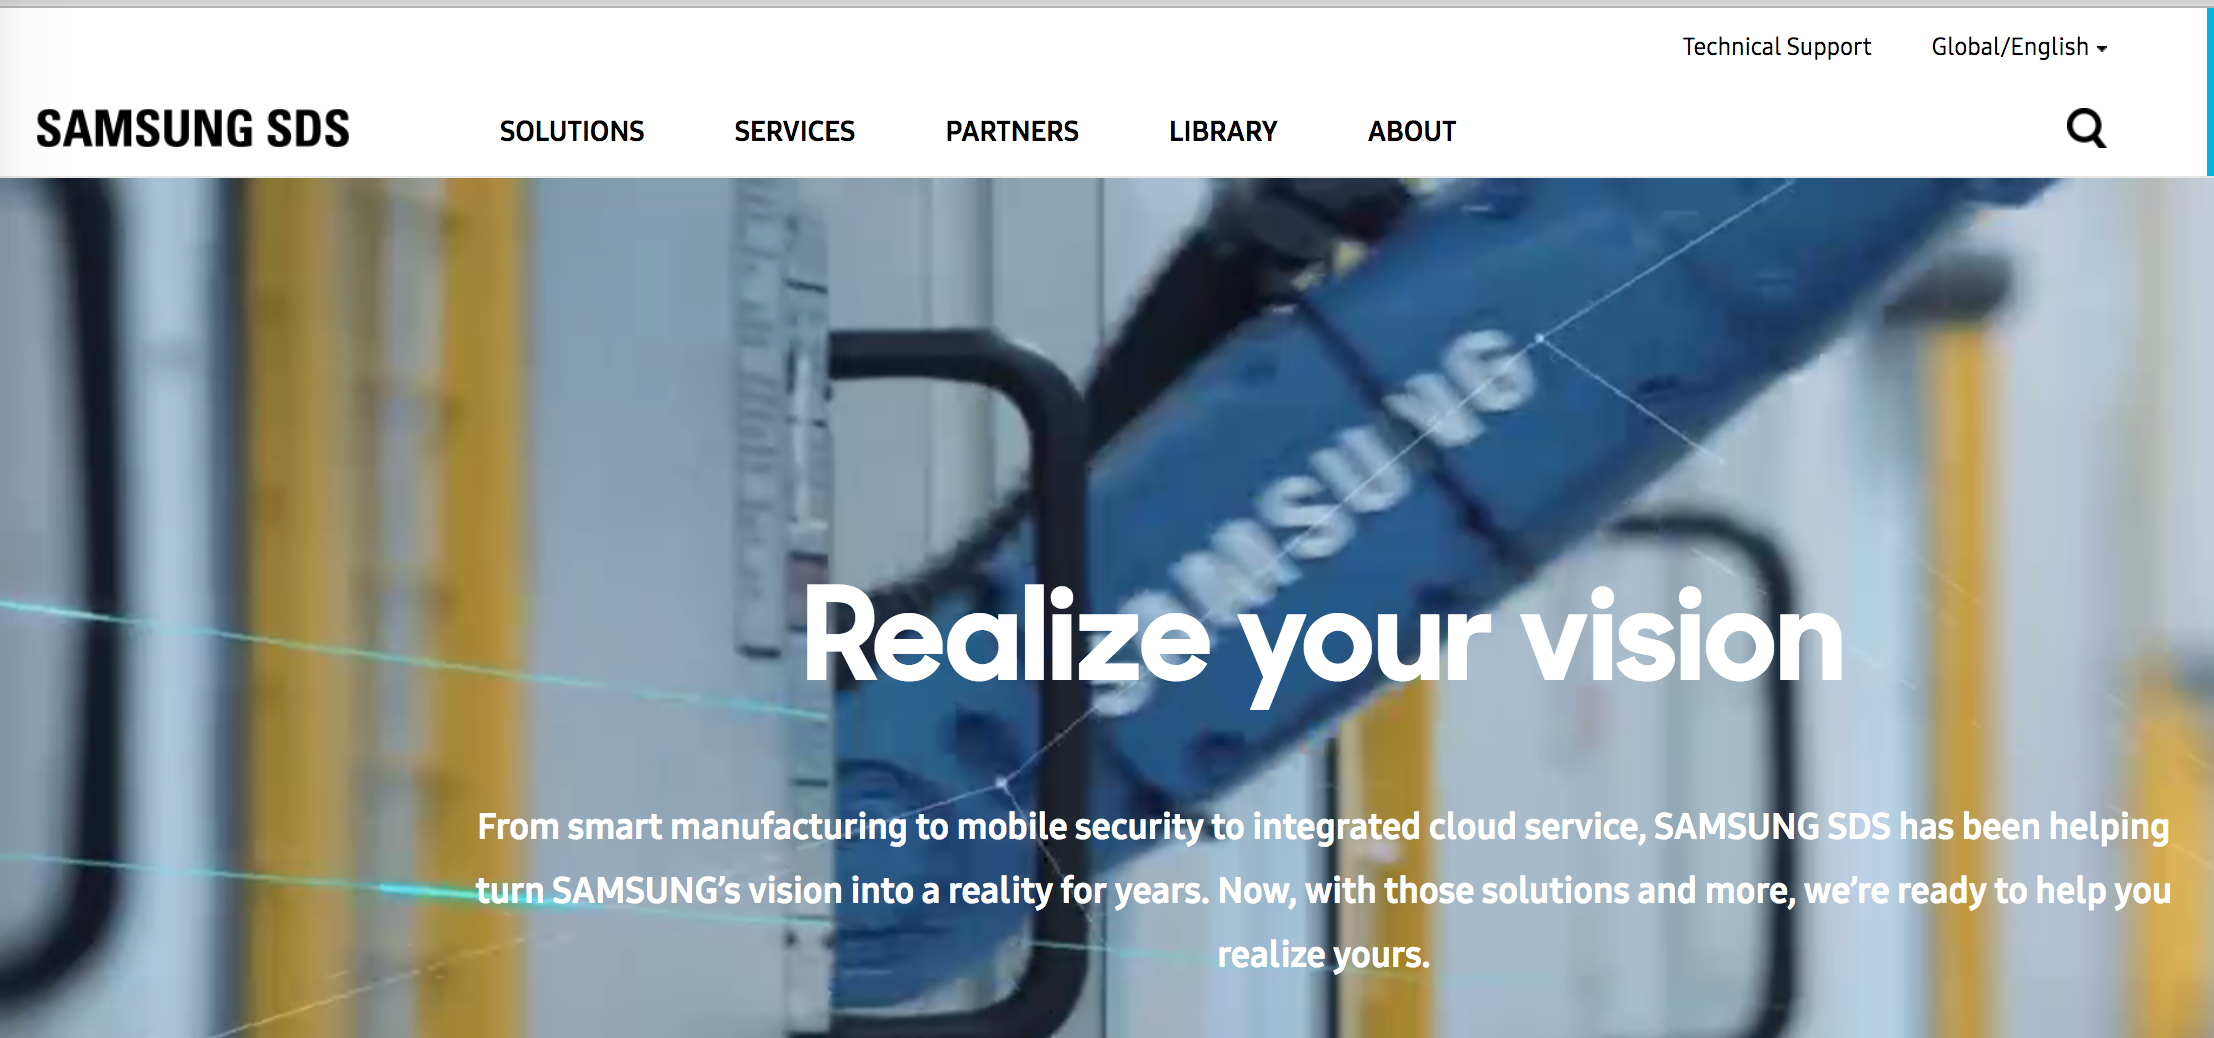 Technical Support Global/English
SAMSUNG SDS SOLUTIONS SERVICES PARTNERS LIBRARY ABOUT
SAMSUNG
Realize your vision
From smart manufacturing to mobile security to integrated cloud service, SAMSUNG SDS has been helping
turn SAMSUNG’s vision into a reality for years. Now, with those solutions and more, we’re ready to help you
realize yours.